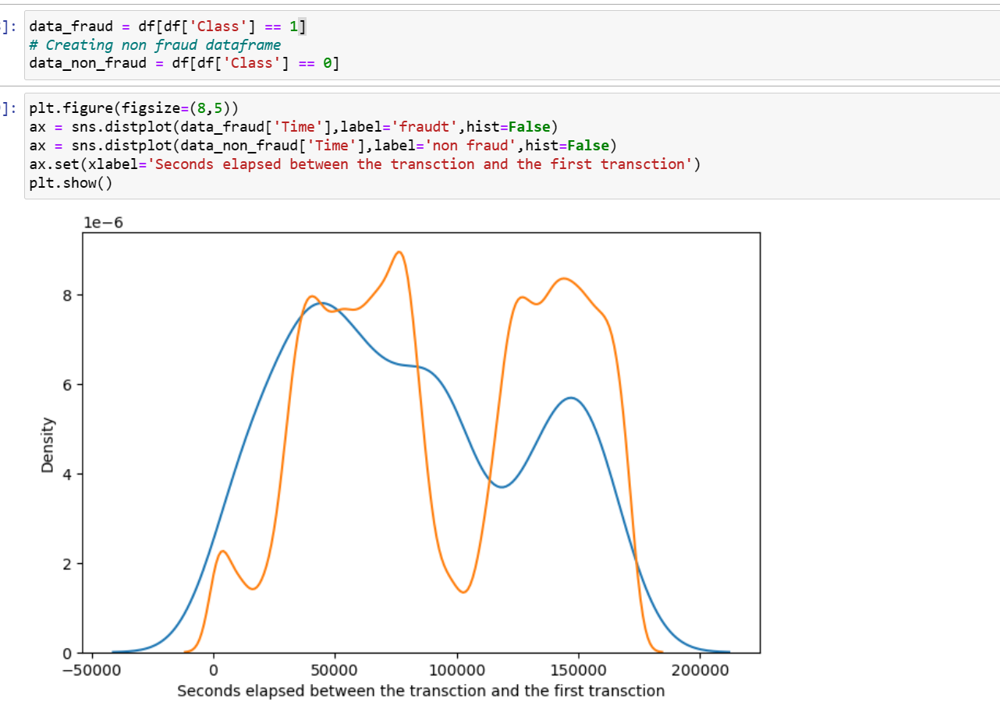 ]:
data_fraud = df[df['Class'] == 1]
# Creating non fraud dataframe
data_non_fraud = df[df['Class'] == 0]
]:
plt.figure(figsize=(8,5))
ax = sns.distplot(data_fraud['Time'],label='fraudt',hist=False)
ax = sns.distplot(data_non_fraud['Time'],label='non fraud',hist=False)
ax.set(xlabel='Seconds elapsed between the transction and the first transction')
plt.show()
1e−6
8
6
4
2
0
Density
−50000 0 50000 100000 150000 200000
Seconds elapsed between the transction and the first transction